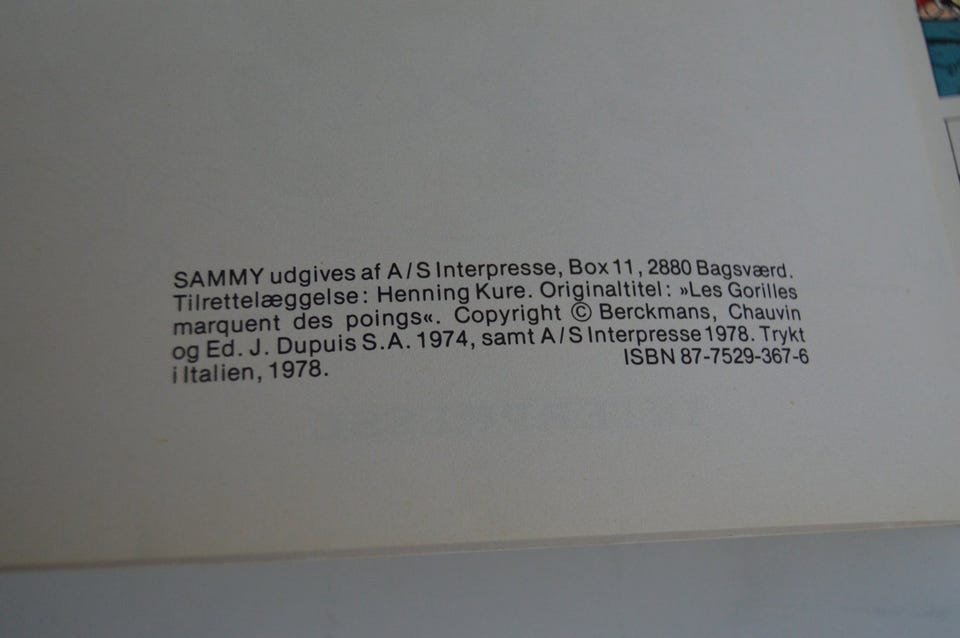 SAMMY udgives af A/S Interpresse, Box 11, 2880 Bagsværd.
Tilrettelæggelse: Henning Kure. Originaltitel: »Les Gorilles
marquent des poings«. Copyright © Berckmans, Chauvin
og Ed. J. Dupuis S.A. 1974, samt A/S Interpresse 1978. Trykt
i Italien, 1978. ISBN 87-7529-367-6